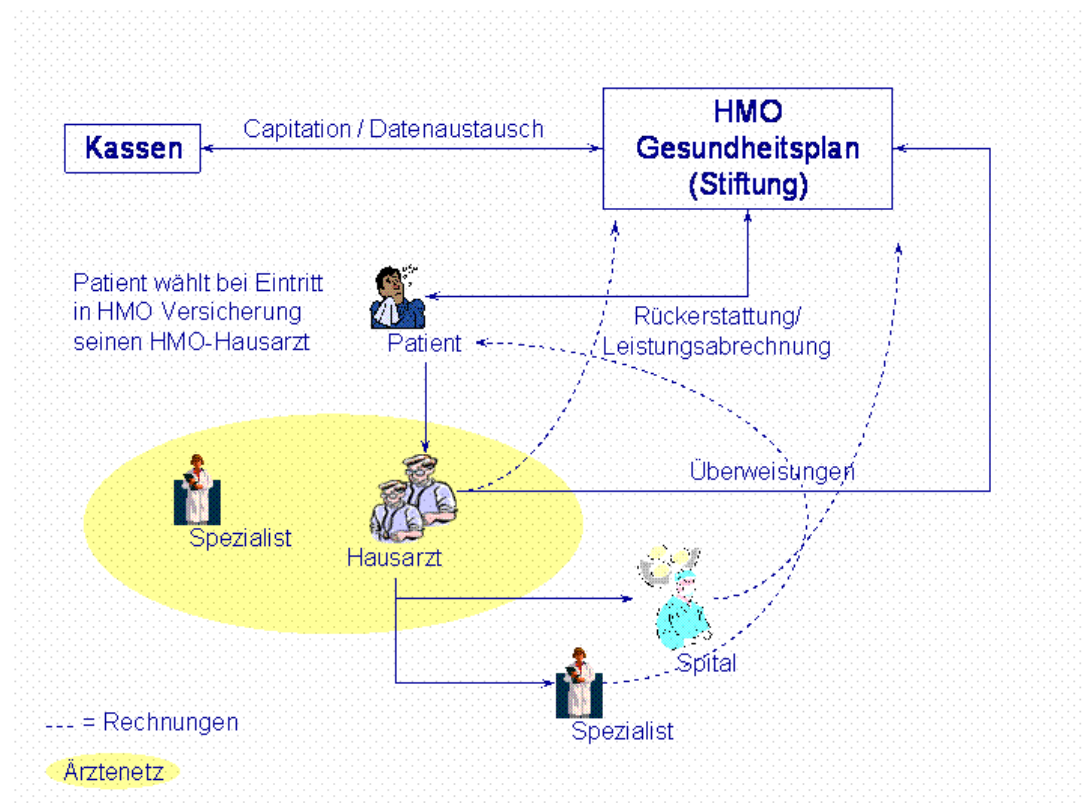 HMO
Gesundheitsplan
(Stiftung)
Kassen
Capitation / Datenaustausch
Patient wählt bei Eintritt
in HMO Versicherung
seinen HMO-Hausarzt
Patient
Rückerstattung/
Leistungsabrechnung
Überweisungen
Spezialist
Hausarzt
Spital
Spezialist
--- = Rechnungen
Ärztenetz